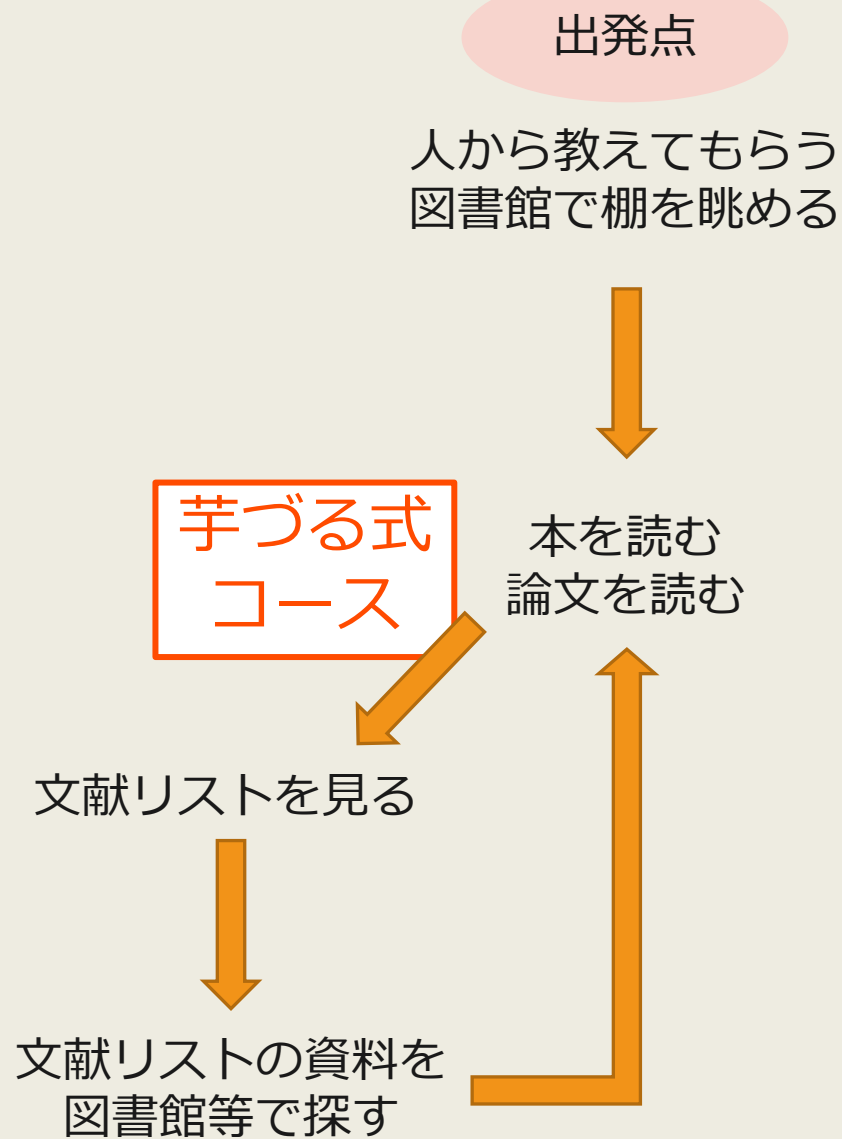 出発点
人から教えてもらう
図書館で棚を眺める
芋づる式
コース
本を読む
論文を読む
文献リストを見る
文献リストの資料を
図書館等で探す